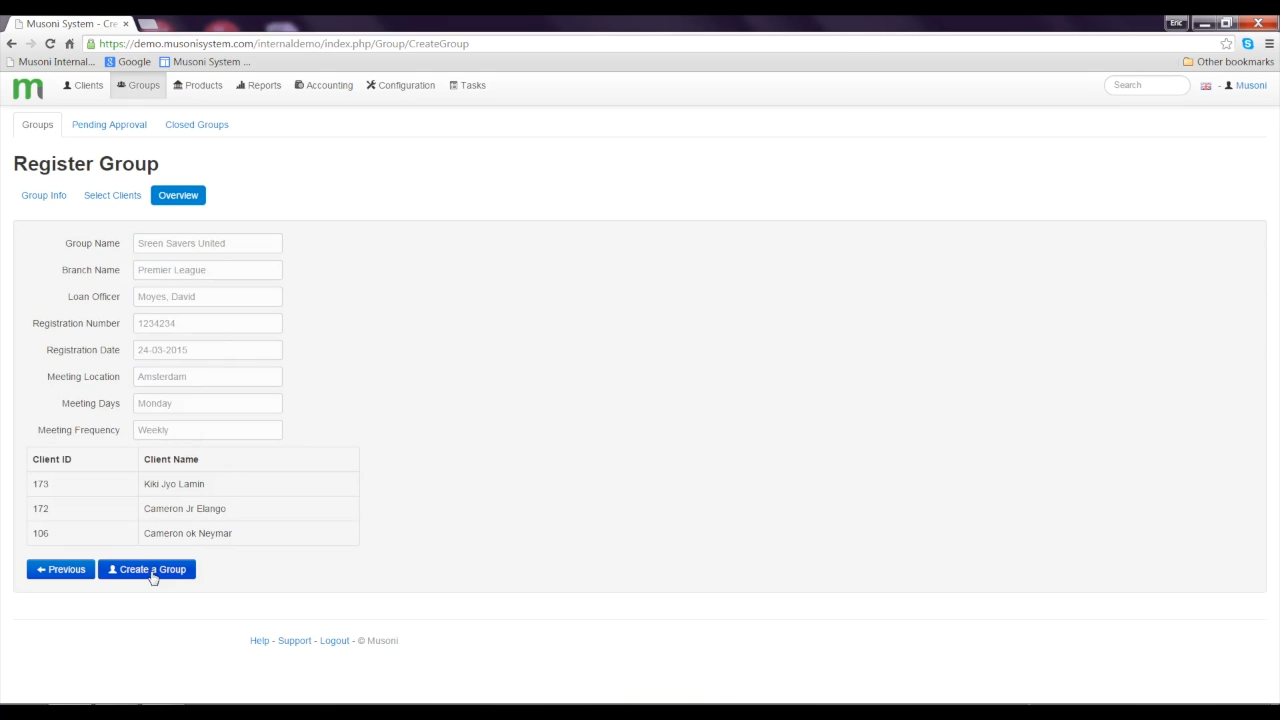 Musoni System - Cre
Eric
https://demo.musonisystem.com/internaldemo/index.php/Group/CreateGroup
Musoni Internal... Google Musoni System ... Other bookmarks
m Clients Groups Products Reports Accounting Configuration Tasks Search - Musoni
Groups Pending Approval Closed Groups
Register Group
Group Info Select Clients Overview
Group Name Sreen Savers United
Branch Name Premier League
Loan Officer Moyes, David
Registration Number 1234234
Registration Date 24-03-2015
Meeting Location Amsterdam
Meeting Days Monday
Meeting Frequency Weekly
Client ID Client Name
173 Kiki Jyo Lamin
172 Cameron Jr Elango
106 Cameron ok Neymar
Previous Create a Group
Help - Support - Logout - © Musoni